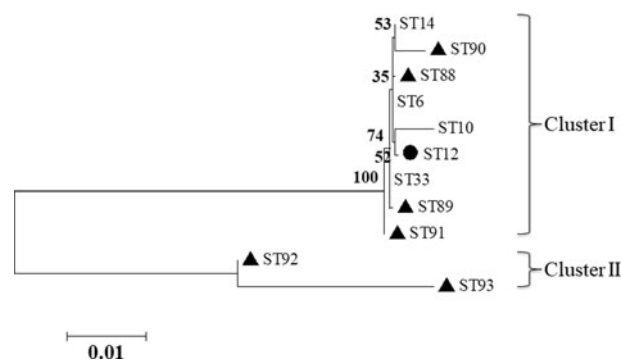 53
ST14
ST90
35
ST88
ST6
ST10
74
Cluster I
52
ST12
100
ST33
ST89
ST91
ST92
Cluster II
ST93
0.01